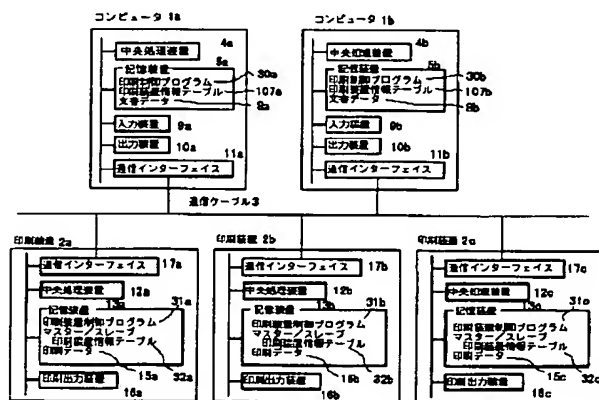 コンピュータ 1a
中央処理装置
4a
5a
記憶装置
印刷制御プログラム
30a
印刷装置情報テーブル
107a
文書データ
8a
入力装置
9a
出力装置
10a
11a
通信インターフェイス
コンピュータ 1b
中央処理装置
4b
5b
記憶装置
印刷制御プログラム
30b
印刷装置情報テーブル
107b
文書データ
8b
入力装置
9b
出力装置
10b
11b
通信インターフェイス
通信ケーブル3
印刷装置 2a
通信インターフェイス
17a
中央処理装置
12a
13a
記憶装置
31a
印刷装置制御プログラム
マスター/スレーブ
印刷装置情報テーブル
印刷データ
15a
32a
印刷出力装置
16a
印刷装置 2b
通信インターフェイス
17b
中央処理装置
12b
13b
記憶装置
31b
印刷装置制御プログラム
マスター/スレーブ
印刷装置情報テーブル
印刷データ
15b
32b
印刷出力装置
16b
印刷装置 2c
通信インターフェイス
17c
中央処理装置
12c
13c
記憶装置
31c
印刷装置制御プログラム
マスター/スレーブ
印刷装置情報テーブル
印刷データ
15c
32c
印刷出力装置
16c